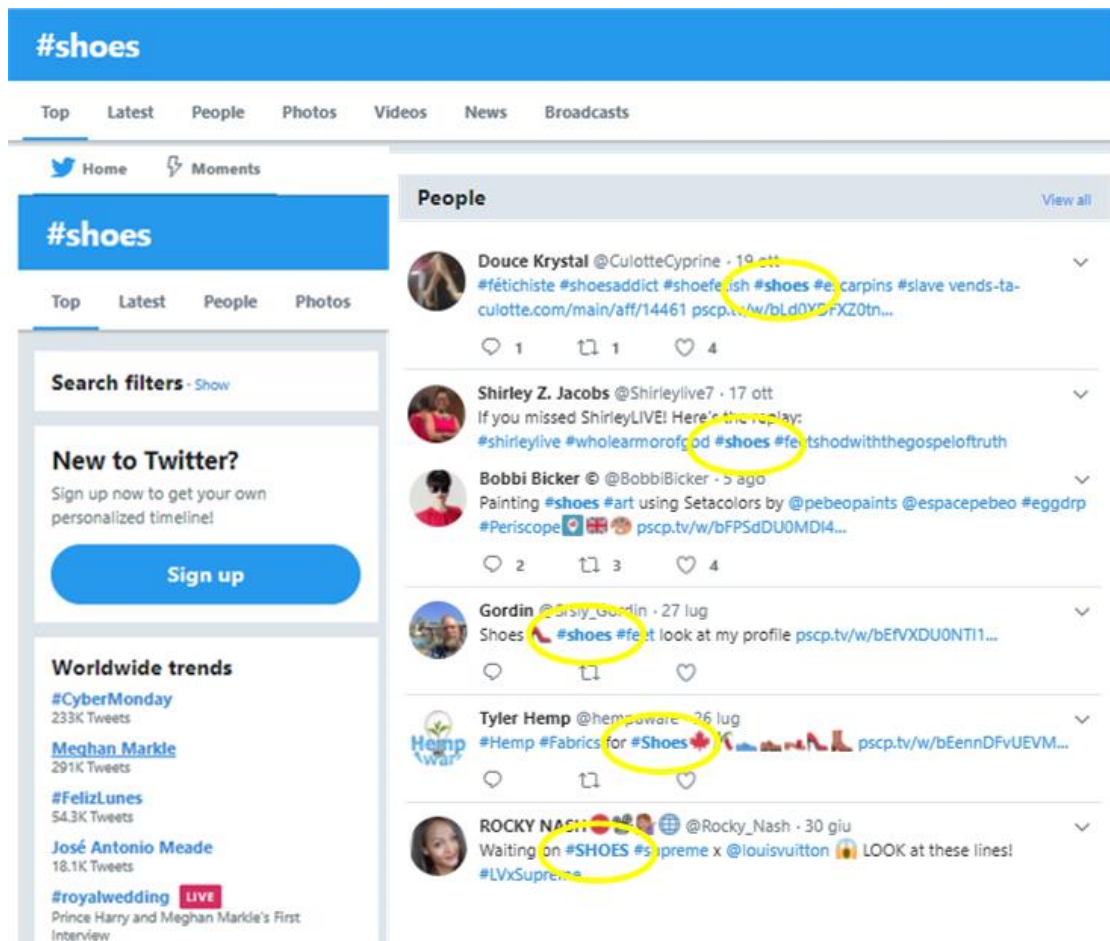 #shoes
Top Latest People Photos Videos News Broadcasts
Home Moments
#shoes
Top Latest People Photos
Search filters · Show
New to Twitter?
Sign up now to get your own
personalized timeline!
Sign up
Worldwide trends
#CyberMonday
233K Tweets
Meghan Markle
291K Tweets
#FelizLunes
54.3K Tweets
José Antonio Meade
18.1K Tweets
#royalwedding LIVE
Prince Harry and Meghan Markle's First
Interview
People View all
Douce Krystal @CulotteCyprine · 19 ott
#fétichiste #shoesaddict #shoefetish #shoes #escarpins #slave vends-ta-
culotte.com/main/aff/14461
1 1 4
Shirley Z. Jacobs @Shirleylive7 · 17 ott
If you missed ShirleyLIVE! Here's the replay:
#shirleylive #wholearmorofgod #shoes #feetshodwiththegospeloftruth
Bobbi Bicker © @BobbiBicker · 5 ago
Painting #shoes #art using Setacolors by @pebeopaints @espacepebeo #eggdrp
#Periscope pscp.tv/w/bFPSdDU0MDI4...
2 3 4
Gordin @Srsly_Gordin · 27 lug
Shoes #shoes #feet look at my profile pscp.tv/w/bEfVXDU0NTI1...
Tyler Hemp @hempaware · 26 lug
Hemp
#Hemp #Fabrics for #Shoes pscp.tv/w/bEennDFvUEVM...
ROCKY NASH @Rocky_Nash · 30 giu
Waiting on #SHOES #supreme x @louisvuitton LOOK at these lines!
#LVxSupreme